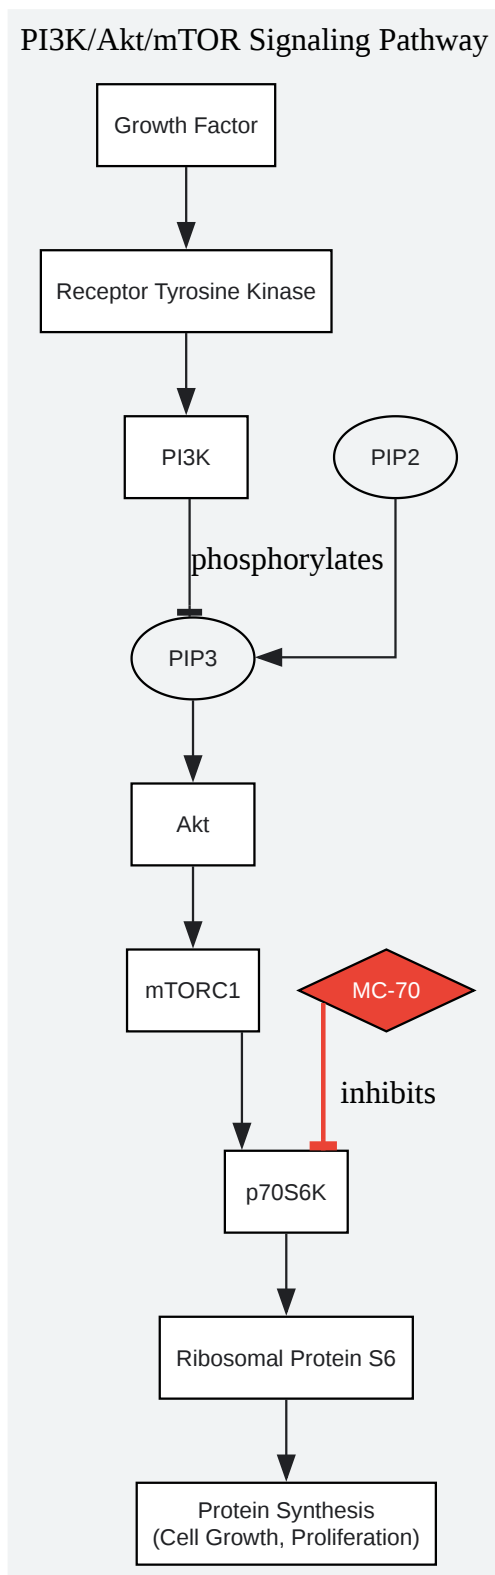 PI3K/Akt/mTOR Signaling Pathway
Growth Factor
Receptor Tyrosine Kinase
PI3K
PIP2
phosphorylates
PIP3
Akt
mTORC1
MC-70
inhibits
p70S6K
Ribosomal Protein S6
Protein Synthesis
(Cell Growth, Proliferation)